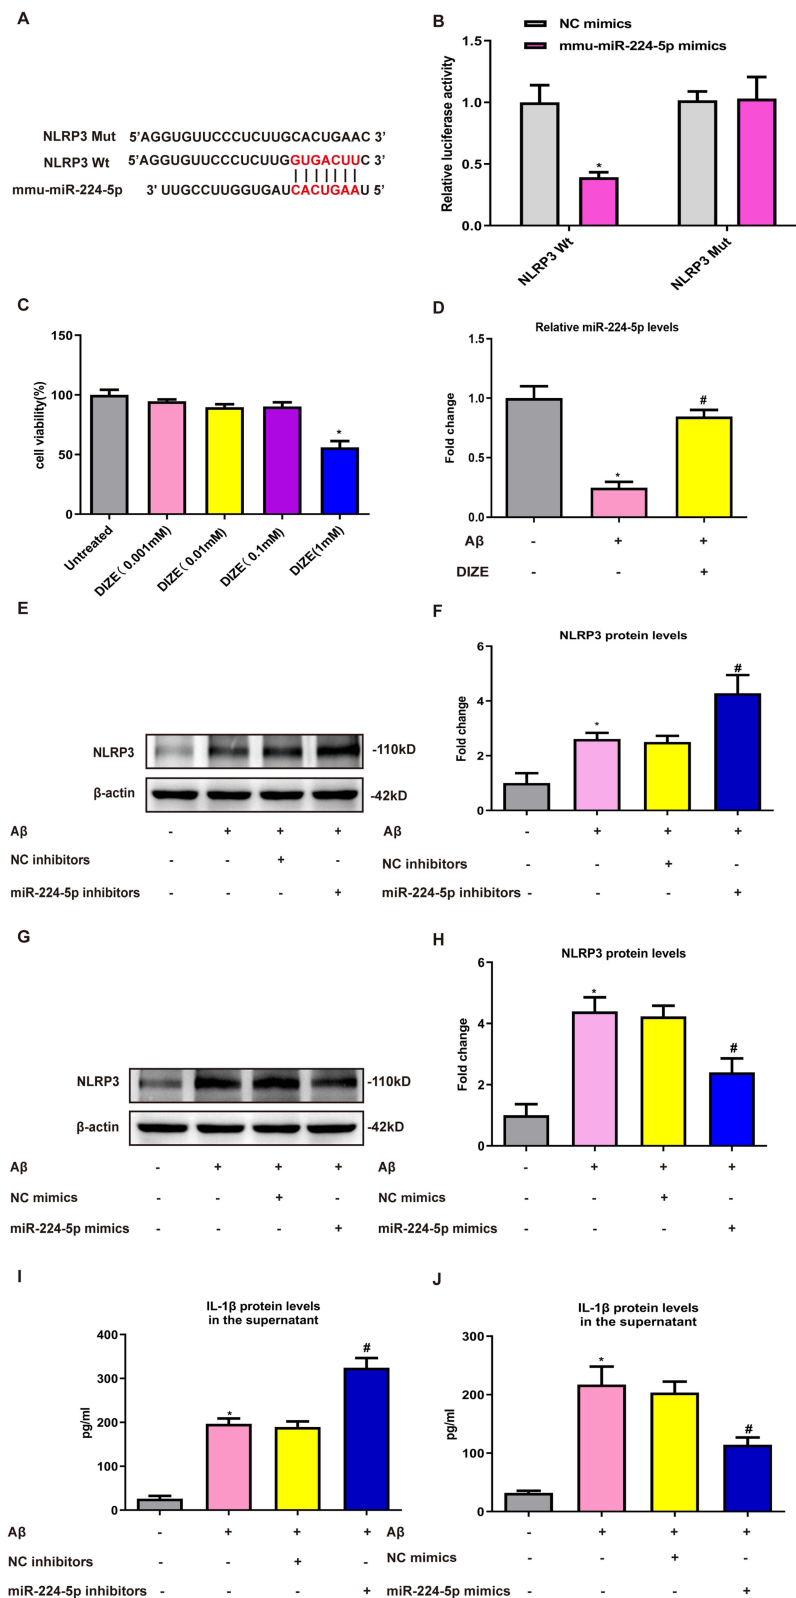 A
NLRP3 Mut 5’AGGUGUUCCCUCUUGCACUGAAC 3’
NLRP3 Wt 5’AGGUGUUCCCUCUUGGUGACUUC 3’
mmu-miR-224-5p 3' UUGCCUUGGUGAUCACUGAAU 5’
B
NC mimics
mmu-miR-224-5p mimics
Relative luciferase activity
1.5
1.0
0.5
0.0
*
NLRP3 Wt
NLRP3 Mut
C
cell viability(%)
150
100
50
0
*
Untreated
DIZE（0.001mM）
DIZE（0.01mM）
DIZE（0.1mM）
DIZE(1mM)
D
Relative miR-224-5p levels
Fold change
1.5
1.0
0.5
0.0
*
#
Aβ - + +
DIZE - - +
E
NLRP3 -110kD
β-actin -42kD
Aβ - + + +
NC inhibitors - - + -
miR-224-5p inhibitors - - - +
F
NLRP3 protein levels
Fold change
6
4
2
0
*
#
Aβ - + + +
NC inhibitors - - + -
miR-224-5p inhibitors - - - +
G
NLRP3 -110kD
β-actin -42kD
Aβ - + + +
NC mimics - - + -
miR-224-5p mimics - - - +
H
NLRP3 protein levels
Fold change
6
4
2
0
*
#
Aβ - + + +
NC mimics - - + -
miR-224-5p mimics - - - +
I
IL-1β protein levels
in the supernatant
pg/ml
400
300
200
100
0
*
#
Aβ - + + +
NC inhibitors - - + -
miR-224-5p inhibitors - - - +
J
IL-1β protein levels
in the supernatant
pg/ml
300
200
100
0
*
#
Aβ - + + +
NC mimics - - + -
miR-224-5p mimics - - - +